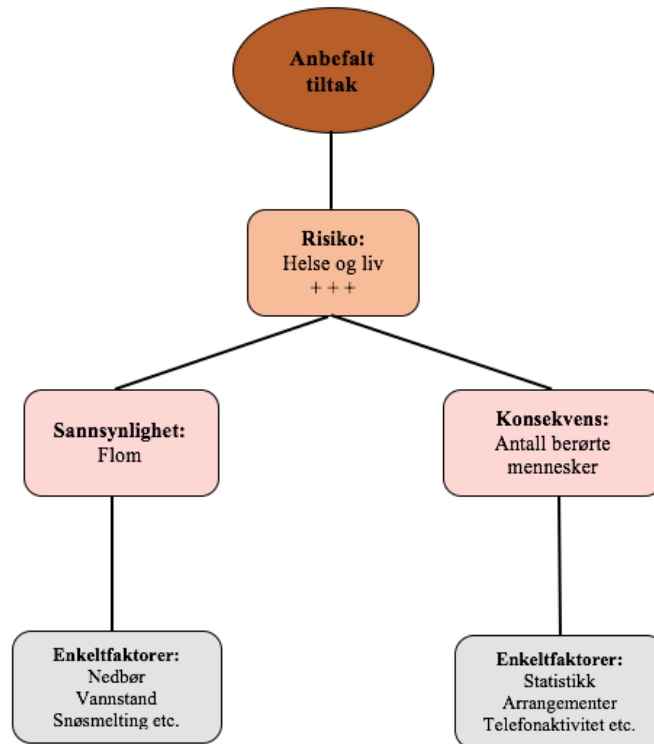 Anbefalt
tiltak
Risiko:
Helse og liv
+ + +
Sannsynlighet:
Flom
Konsekvens:
Antall berørte
mennesker
Enkeltfaktorer:
Nedbør
Vannstand
Snøsmelting etc.
Enkeltfaktorer:
Statistikk
Arrangementer
Telefonaktivitet etc.